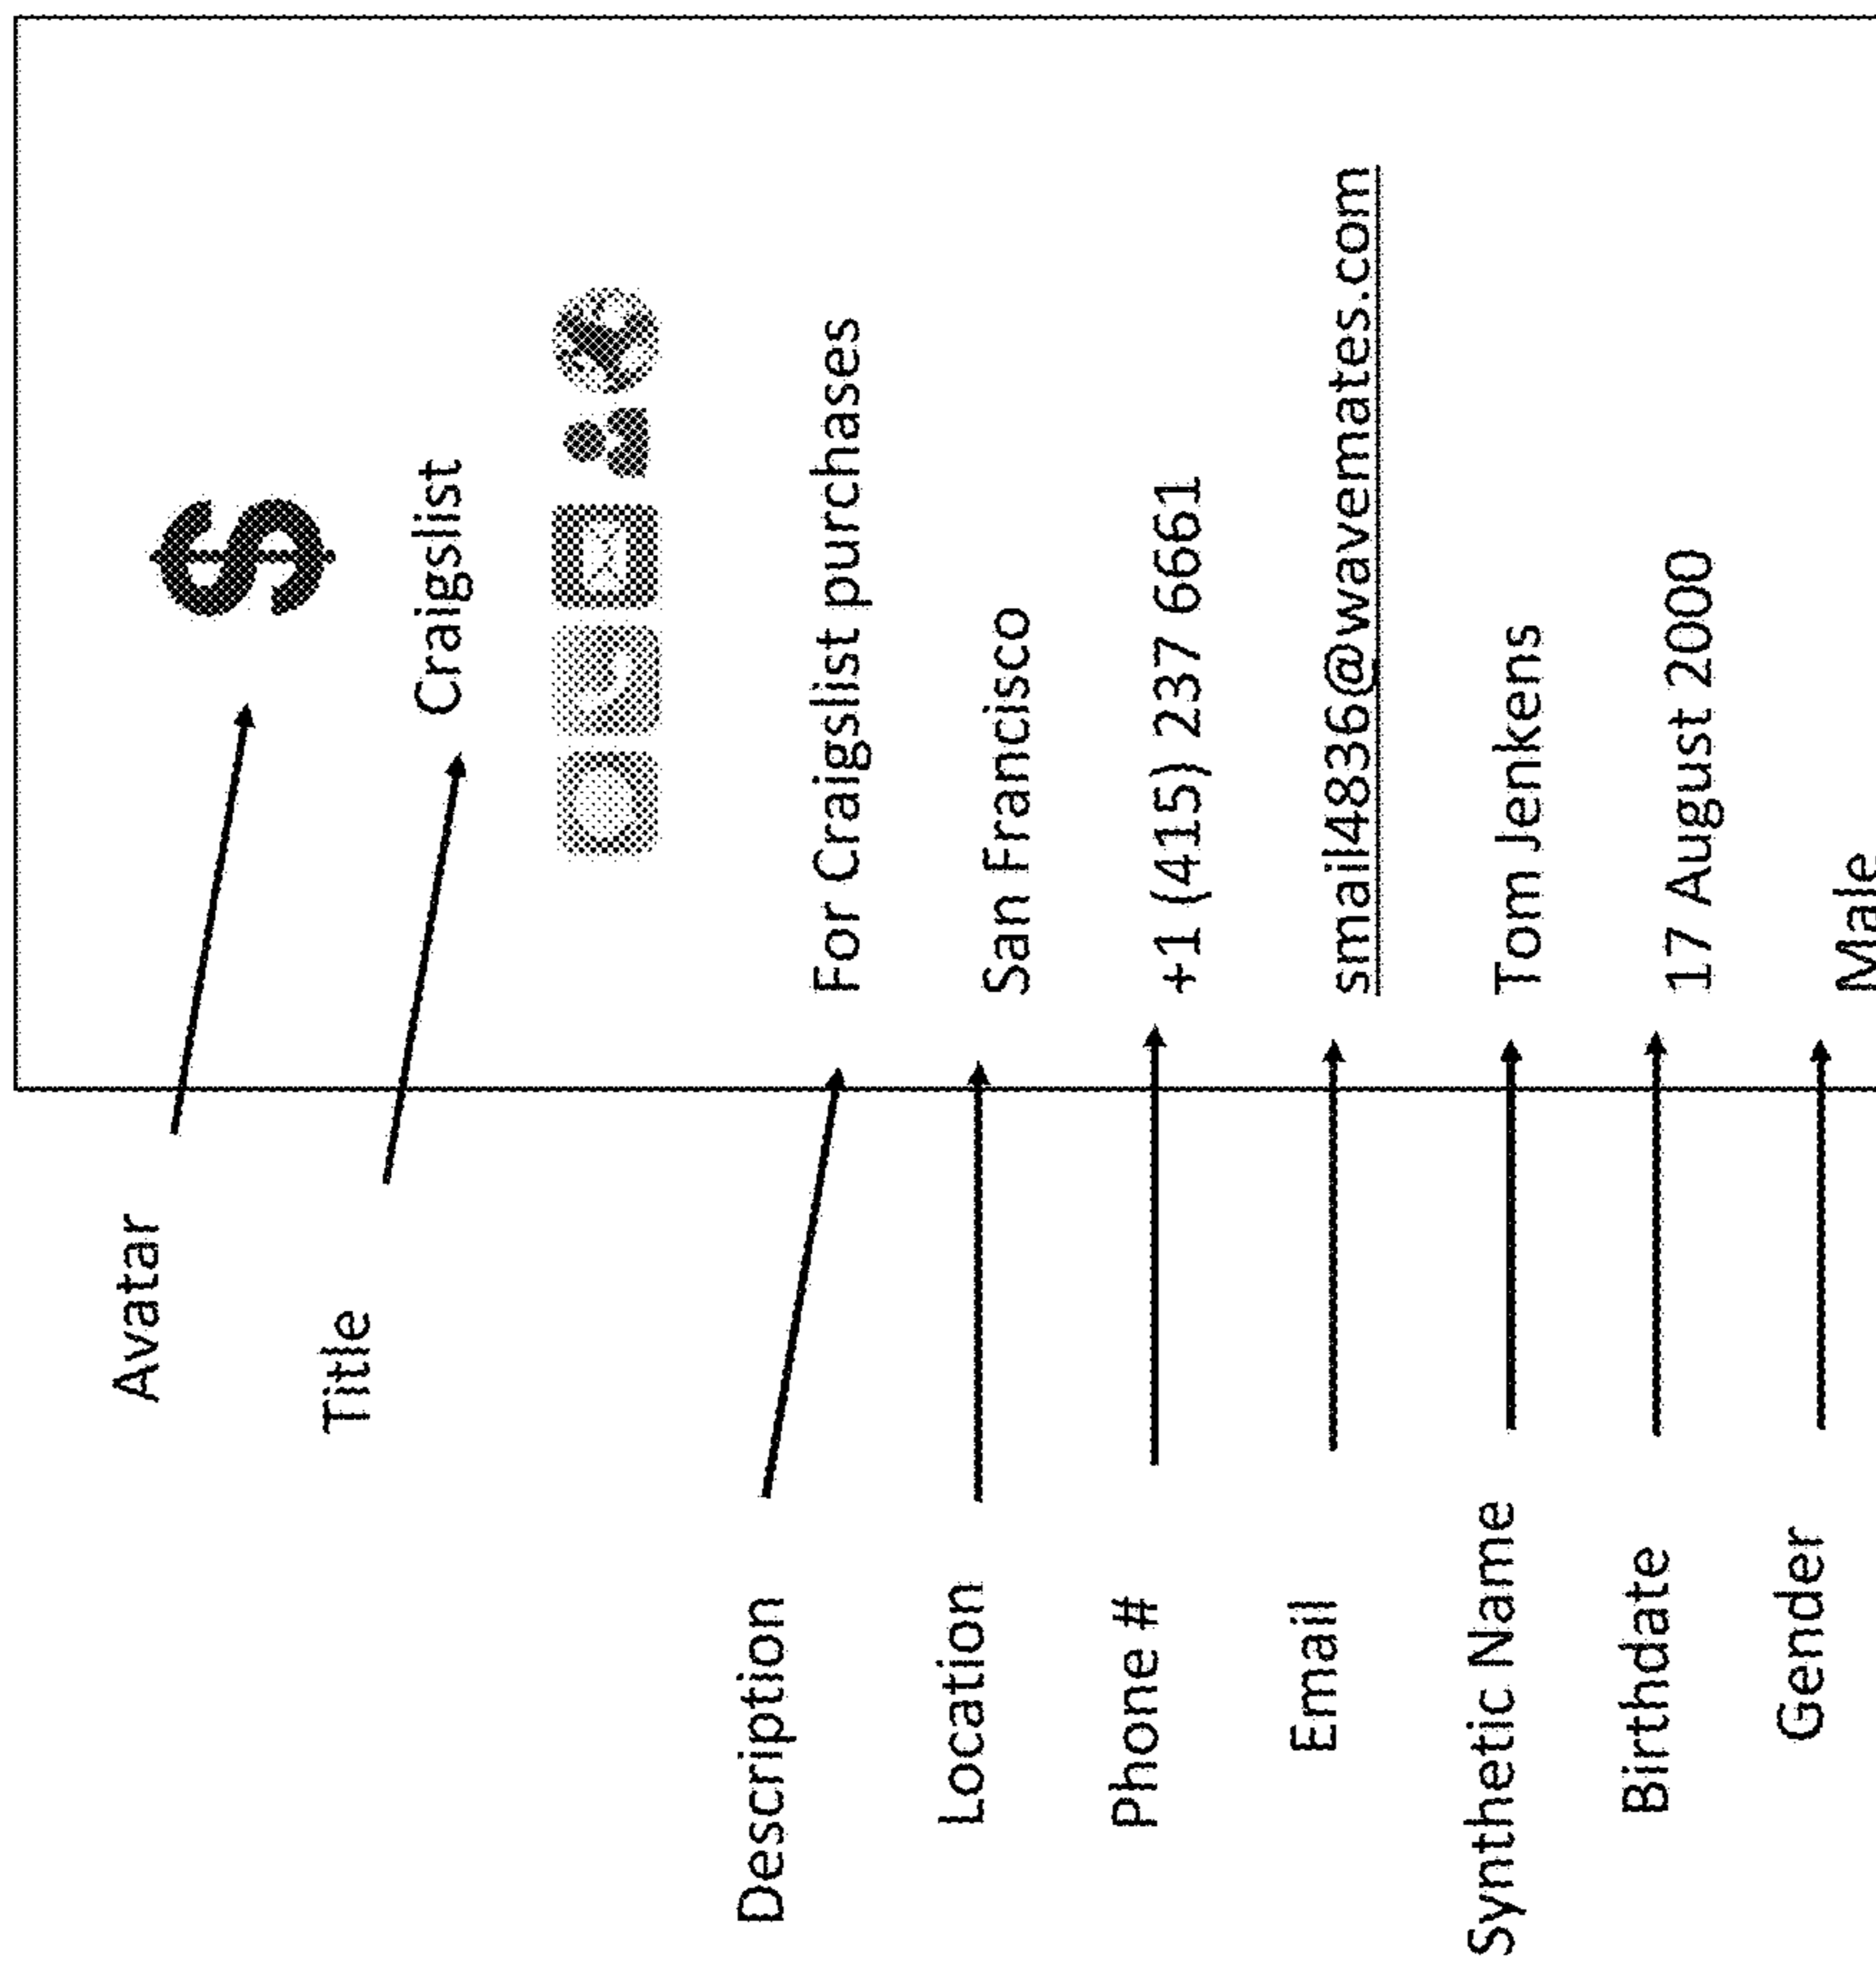 Avatar
$
Title
Craigslist
Description
For Craigslist purchases
Location
San Francisco
Phone #
+1 (415) 237 6661
Email
smail4836@wavemates.com
Synthetic Name
Tom Jenkens
Birthdate
17 August 2000
Gender
Male